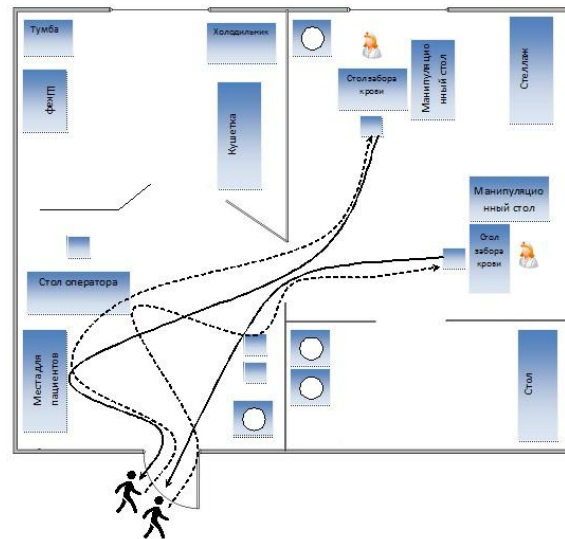 Тумба
Холодильник
Шкаф
Кушетка
Стол забора
крови
Манипуляцио
нный стол
Стеллаж
Манипуляцио
нный стол
Стол
забора
крови
Стол оператора
Места для
пациентов
Стол